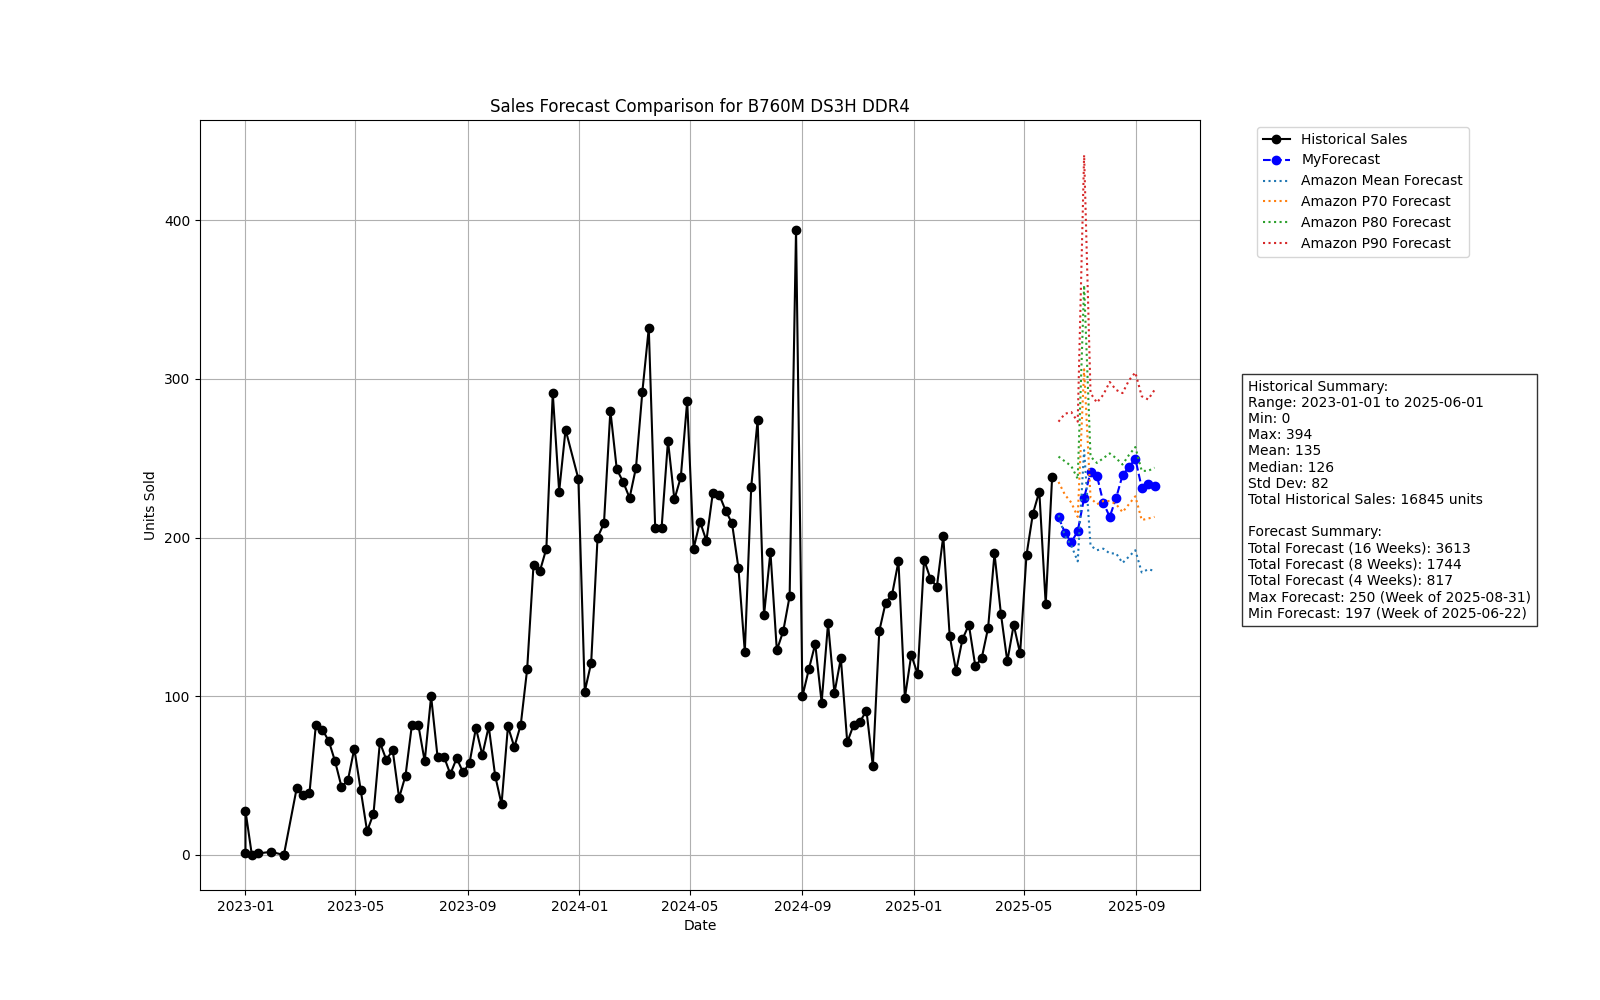 Sales Forecast Comparison for B760M DS3H DDR4
Units Sold
400
300
200
100
0
2023-01
2023-05
2023-09
2024-01
2024-05
2024-09
2025-01
2025-05
2025-09
Date
Historical Sales
MyForecast
Amazon Mean Forecast
Amazon P70 Forecast
Amazon P80 Forecast
Amazon P90 Forecast
Historical Summary:
Range: 2023-01-01 to 2025-06-01
Min: 0
Max: 394
Mean: 135
Median: 126
Std Dev: 82
Total Historical Sales: 16845 units
Forecast Summary:
Total Forecast (16 Weeks): 3613
Total Forecast (8 Weeks): 1744
Total Forecast (4 Weeks): 817
Max Forecast: 250 (Week of 2025-08-31)
Min Forecast: 197 (Week of 2025-06-22)